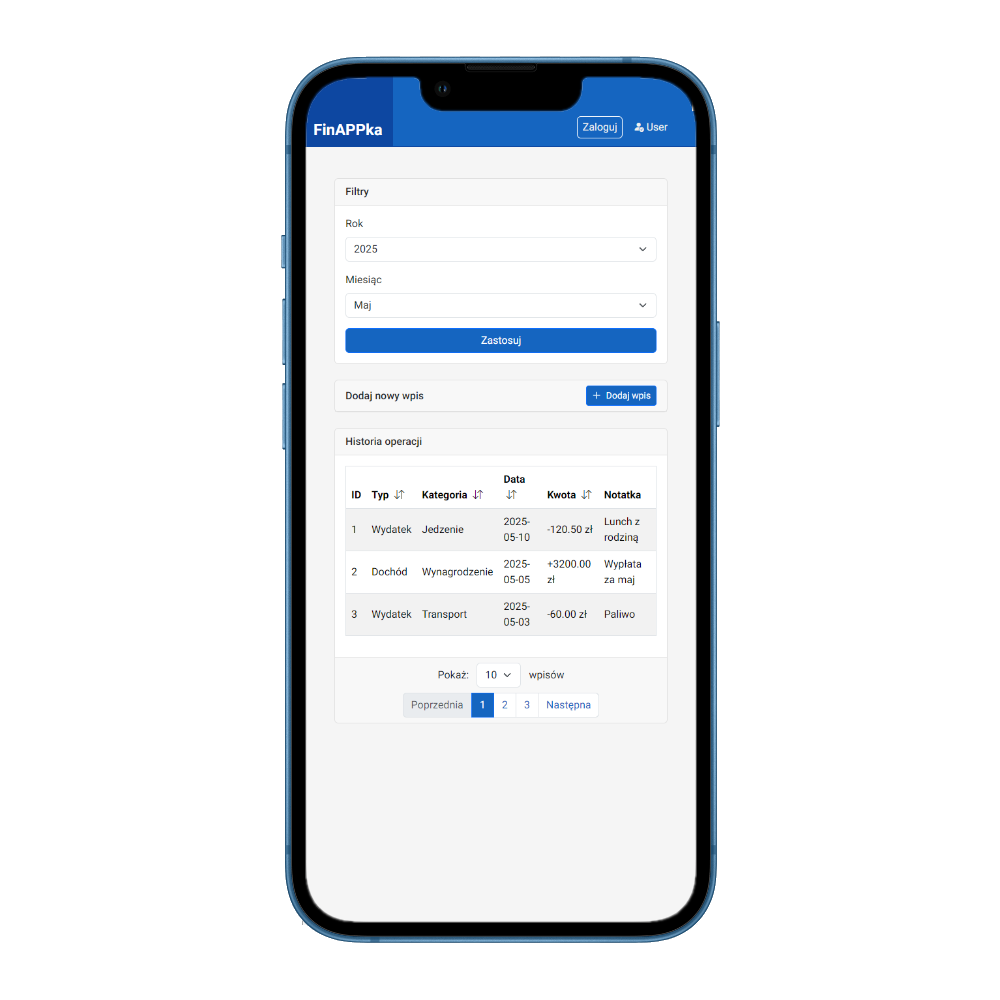 FinAPPka
Zaloguj User
Filtry
Rok
2025
Miesiąc
Maj
Zastosuj
Dodaj nowy wpis + Dodaj wpis
Historia operacji
ID Typ Kategoria Data Kwota Notatka
1 Wydatek Jedzenie 2025-05-10 -120.50 zł Lunch z rodziną
2 Dochód Wynagrodzenie 2025-05-05 +3200.00 zł Wypłata za maj
3 Wydatek Transport 2025-05-03 -60.00 zł Paliwo
Pokaż: 10 wpisów
Poprzednia 1 2 3 Następna